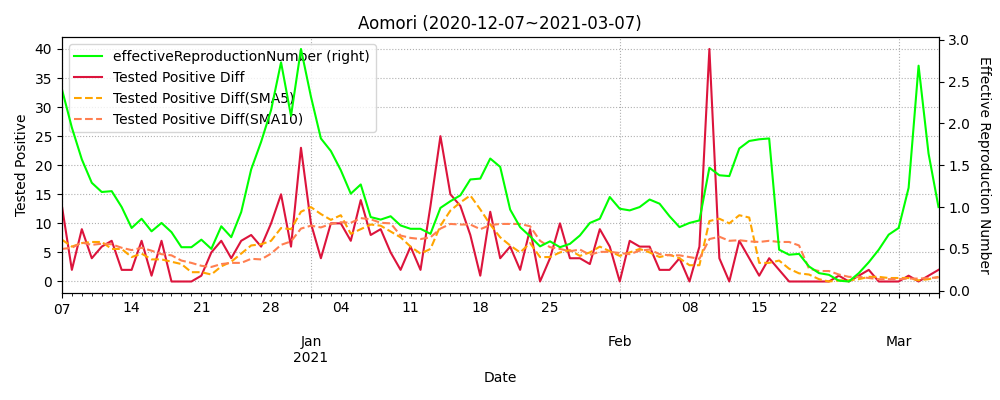 Aomori (2020-12-07~2021-03-07)
effectiveReproductionNumber (right)
Tested Positive Diff
Tested Positive Diff(SMA5)
Tested Positive Diff(SMA10)
Tested Positive
40
35
30
25
20
15
10
5
0
3.0
2.5
2.0
1.5
1.0
0.5
0.0
Effective Reproduction Number
07 14 21 28 04 11 18 25 08 15 22
Jan Feb Mar
2021
Date